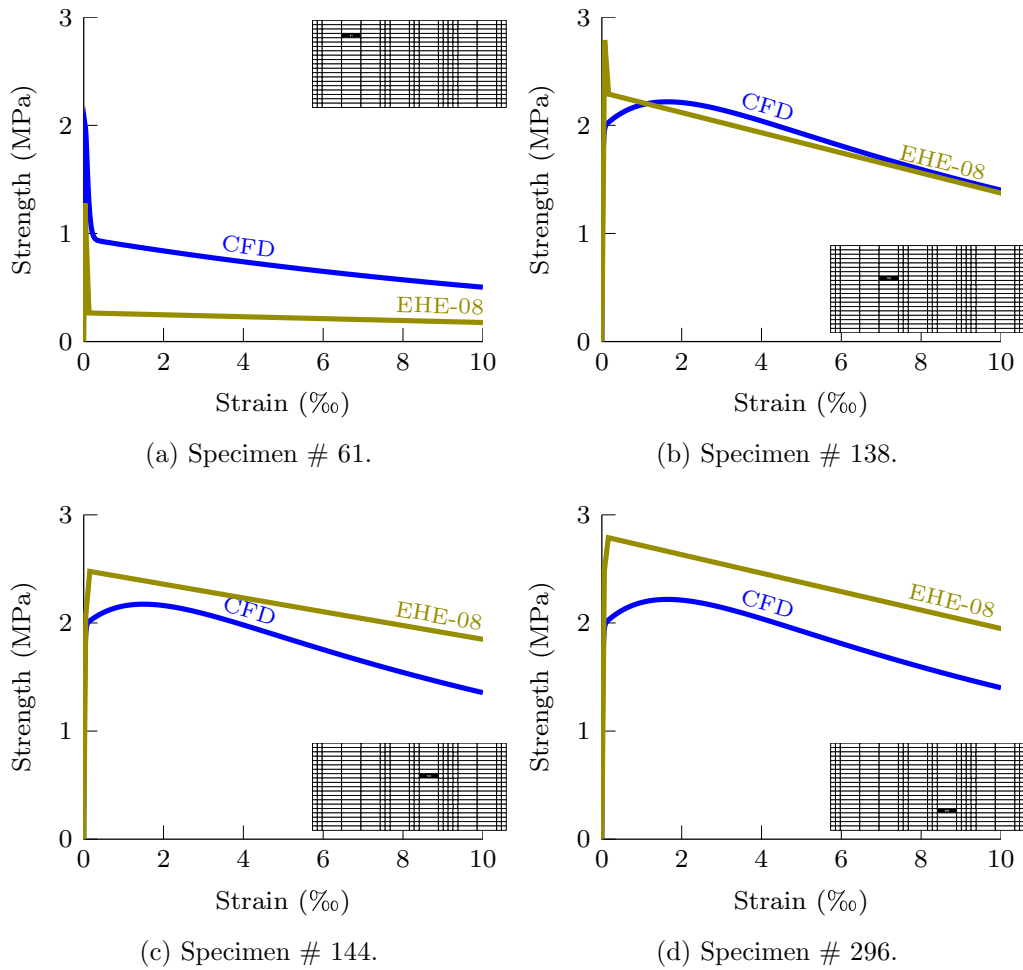 3
2
1
0
0
2
4
6
8
10
Strength (MPa)
Strain (‰)
CFD
EHE-08
(a) Specimen # 61.
3
2
1
0
0
2
4
6
8
10
Strength (MPa)
Strain (‰)
CFD
EHE-08
(b) Specimen # 138.
3
2
1
0
0
2
4
6
8
10
Strength (MPa)
Strain (‰)
CFD
EHE-08
(c) Specimen # 144.
3
2
1
0
0
2
4
6
8
10
Strength (MPa)
Strain (‰)
CFD
EHE-08
(d) Specimen # 296.